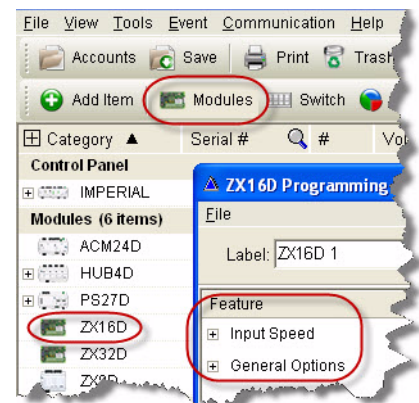 File View Tools Event Communication Help
Accounts Save Print Trash
Add Item Modules Switch
Category Serial # #
Control Panel
IMPERIAL
Modules (6 items)
ACM24D
HUB4D
PS27D
ZX16D
ZX32D
ZX16D Programming
File
Label: ZX16D 1
Feature
Input Speed
General Options